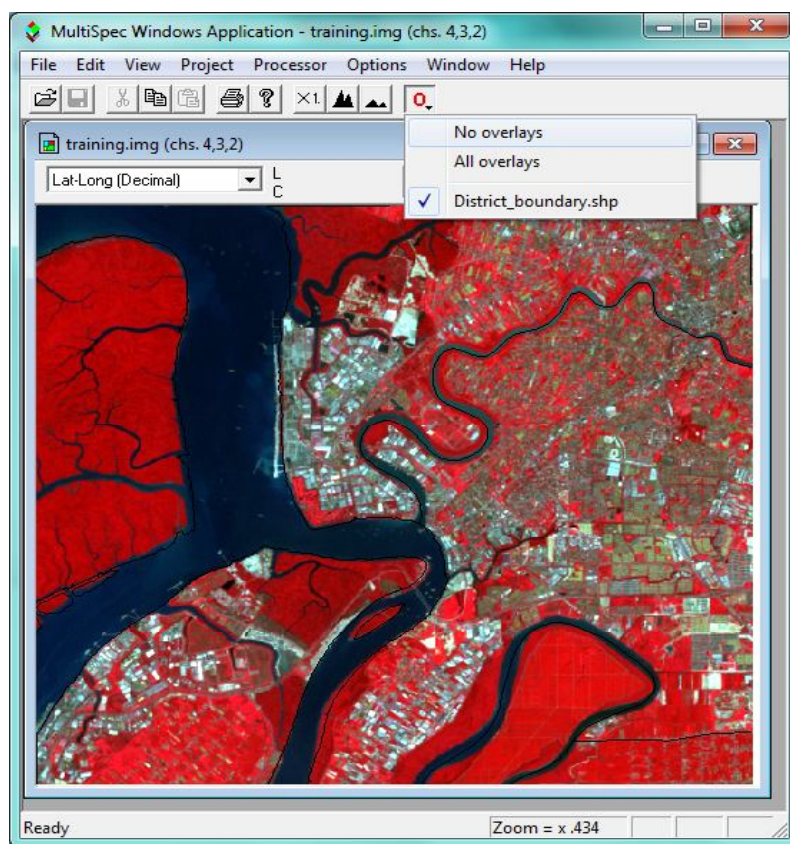 MultiSpec Windows Application - training.img (chs. 4,3,2)
File Edit View Project Processor Options Window Help
×1. O
No overlays
training.img (chs. 4,3,2)
All overlays
Lat-Long (Decimal) L
C
District_boundary.shp
Ready Zoom = x .434